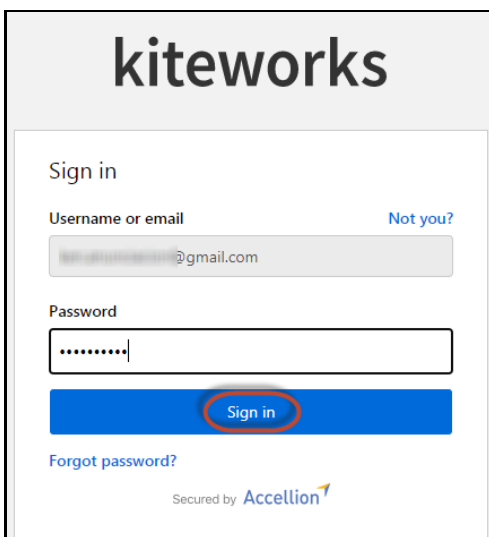 kiteworks
Sign in
Username or email Not you?
@gmail.com
Password
Sign in
Forgot password?
Secured by Accellion